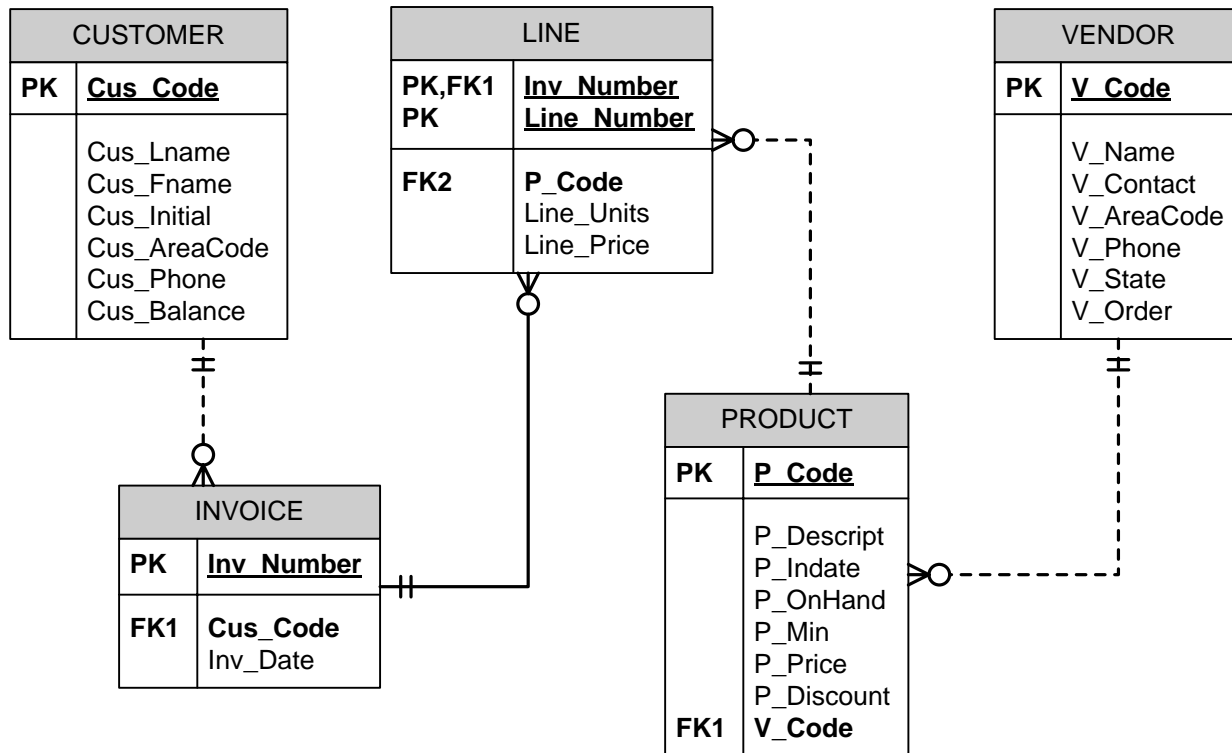 CUSTOMER
PK Cus_Code
Cus_Lname
Cus_Fname
Cus_Initial
Cus_AreaCode
Cus_Phone
Cus_Balance
LINE
PK,FK1 Inv_Number
PK Line_Number
FK2 P_Code
Line_Units
Line_Price
VENDOR
PK V_Code
V_Name
V_Contact
V_AreaCode
V_Phone
V_State
V_Order
INVOICE
PK Inv_Number
FK1 Cus_Code
Inv_Date
PRODUCT
PK P_Code
P_Descript
P_Indate
P_OnHand
P_Min
P_Price
P_Discount
FK1 V_Code